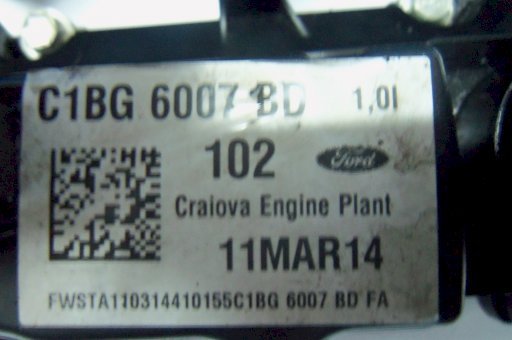 C1BG 6007 BD 1,0l
102 Ford
Craiova Engine Plant
11MAR14
FWSTA110314410155C1BG 6007 BD FA